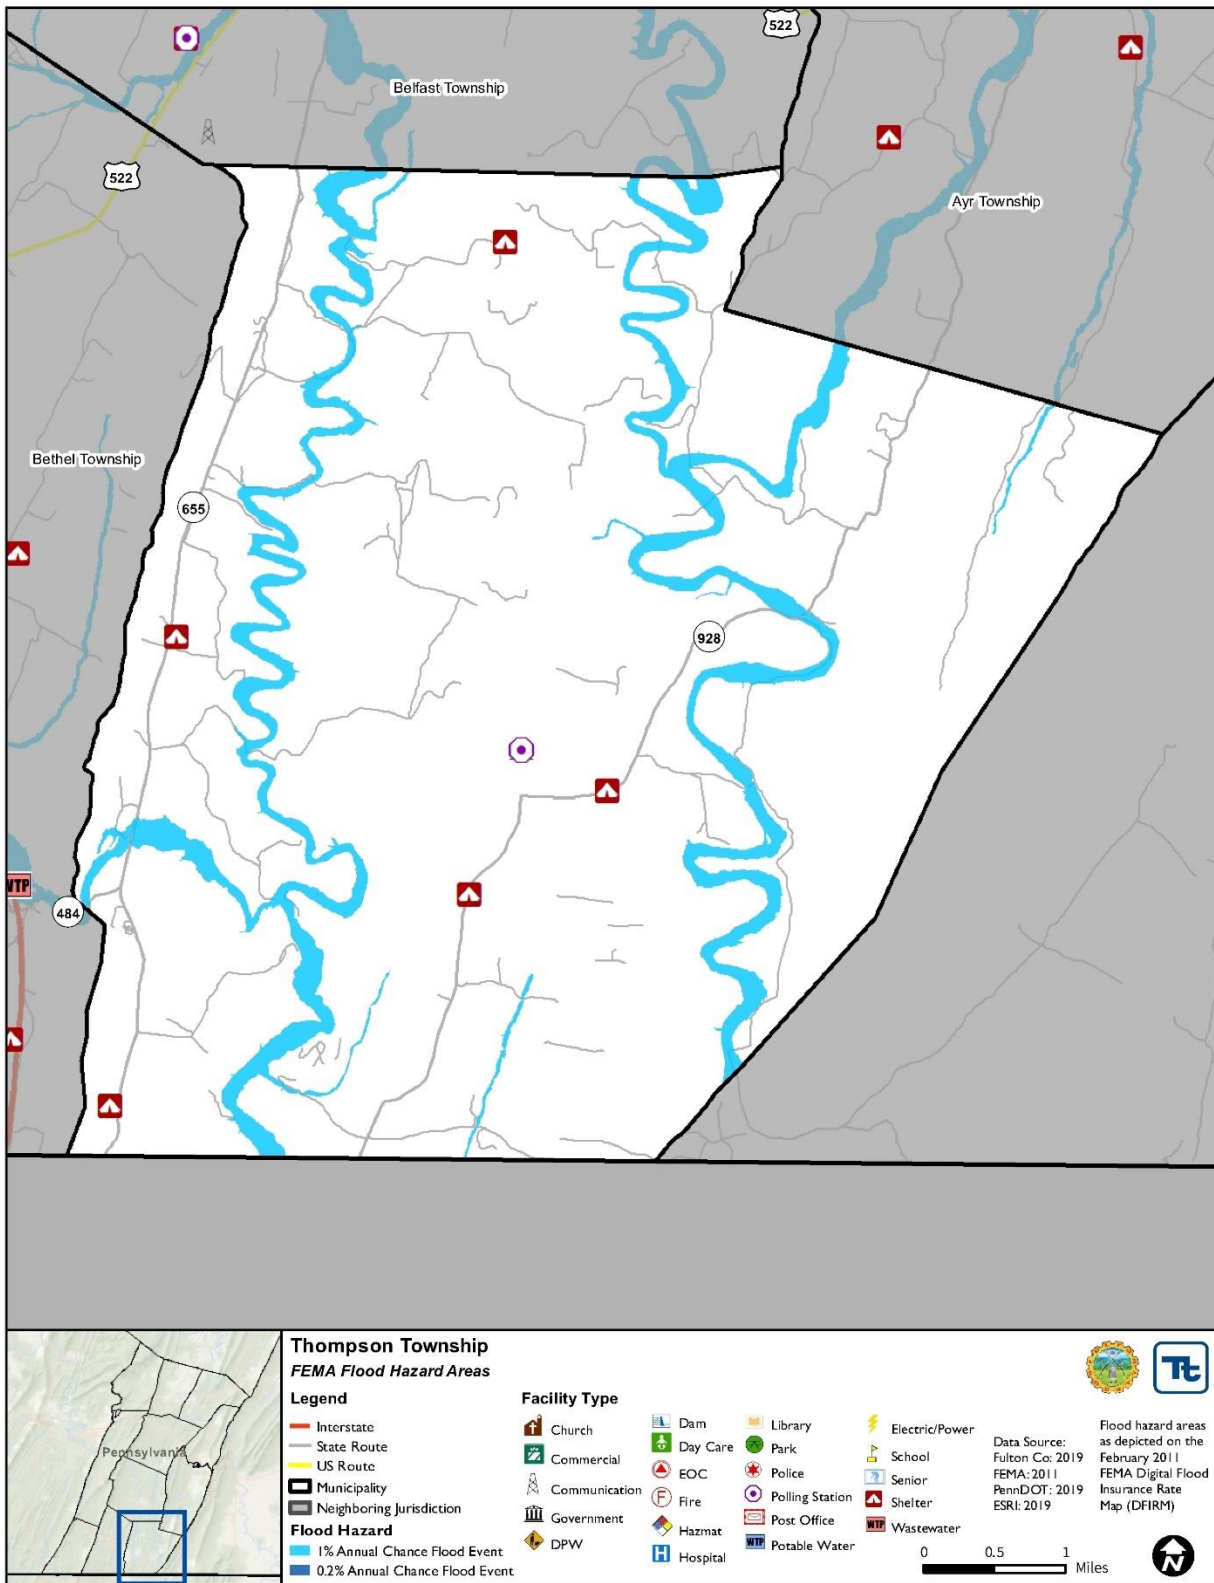 522
Belfast Township
522
Ayr Township
Bethel Township
655
928
WTP
484
Pennsylvania
Thompson Township
FEMA Flood Hazard Areas
Legend
Interstate
State Route
US Route
Municipality
Neighboring Jurisdiction
Flood Hazard
1% Annual Chance Flood Event
0.2% Annual Chance Flood Event
Facility Type
Church
Commercial
Communication
Government
DPW
Dam
Day Care
EOC
F Fire
Hazmat
H Hospital
Library
Park
Police
Polling Station
Post Office
WTP Potable Water
Electric/Power
School
Senior
Shelter
WTP Wastewater
Data Source:
Fulton Co: 2019
FEMA: 2011
PennDOT: 2019
ESRI: 2019
Tt
Flood hazard areas
as depicted on the
February 2011
FEMA Digital Flood
Insurance Rate
Map (DFIRM)
0 0.5 1
Miles